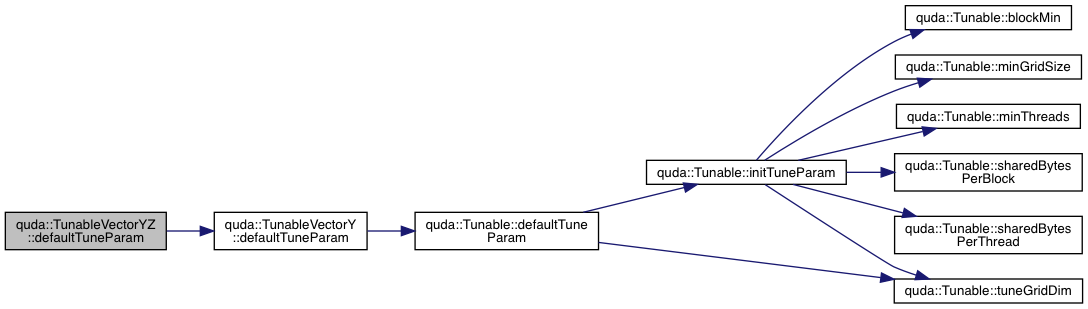 quda::TunableVectorYZ
::defaultTuneParam
quda::TunableVectorY
::defaultTuneParam
quda::Tunable::defaultTune
Param
quda::Tunable::initTuneParam
quda::Tunable::blockMin
quda::Tunable::minGridSize
quda::Tunable::minThreads
quda::Tunable::sharedBytes
PerBlock
quda::Tunable::sharedBytes
PerThread
quda::Tunable::tuneGridDim